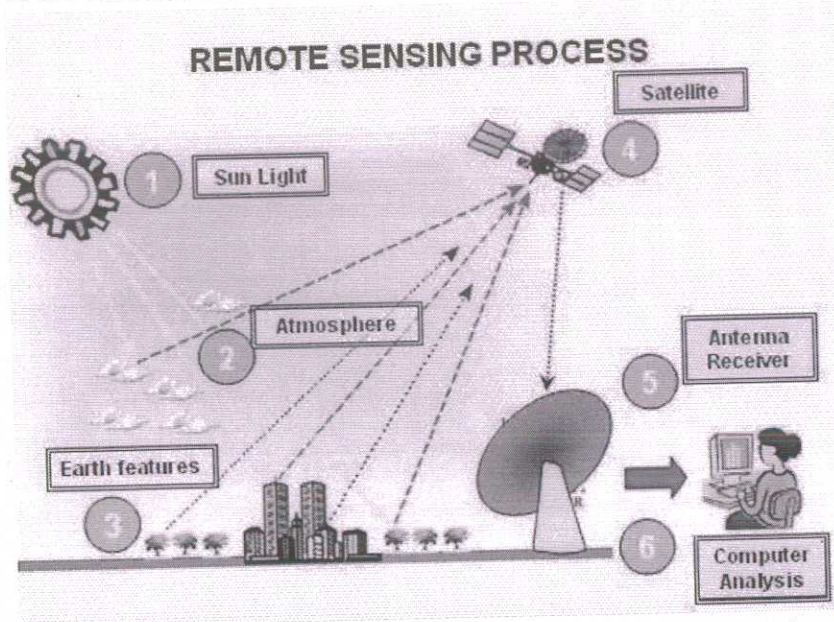 REMOTE SENSING PROCESS
Satellite
4
1
Sun Light
2
Atmosphere
Antenna
Receiver
5
Earth features
3
R
6
Computer
Analysis